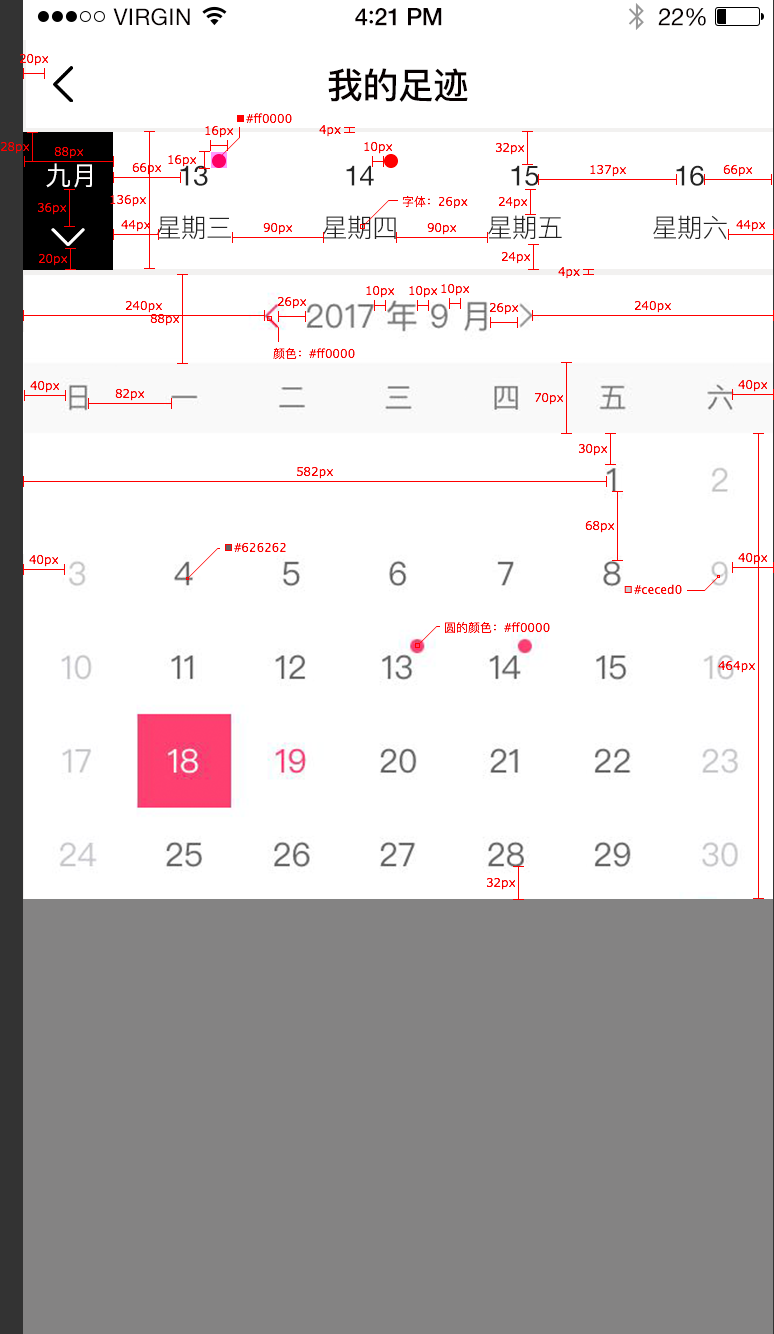 VIRGIN 4:21 PM 22%
20px
我的足迹
#ff0000
16px 4px
28px 88px 16px 10px 32px
九月 66px 13 14 15 137px 16 66px
36px 136px 字体：26px 24px
44px 星期三 90px 星期四 90px 星期五 星期六 44px
20px 24px
4px
10px 10px 10px
240px 26px 2017 年 9 月 26px 240px
88px
颜色：#ff0000
40px 日 82px 一 二 三 四 70px 五 六 40px
30px
582px 1 2
68px
#626262
40px 3 4 5 6 7 8 9 40px
#ceced0
圆的颜色：#ff0000
10 11 12 13 14 15 16 464px
17 18 19 20 21 22 23
24 25 26 27 28 29 30
32px